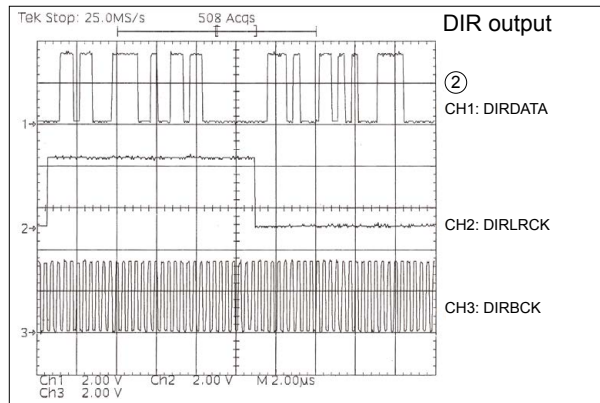 Tek Stop: 25.0MS/s 508 Acqs
DIR output
②
CH1: DIRDATA
1→
2→
CH2: DIRLRCK
CH3: DIRBCK
3→
Ch1 2.00 V Ch2 2.00 V M 2.00µs
Ch3 2.00 V